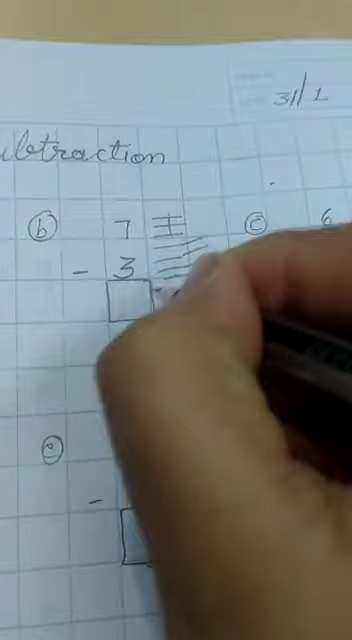 31/1
ubtraction
(b) 7 (c) 6
- 3
(e)
-